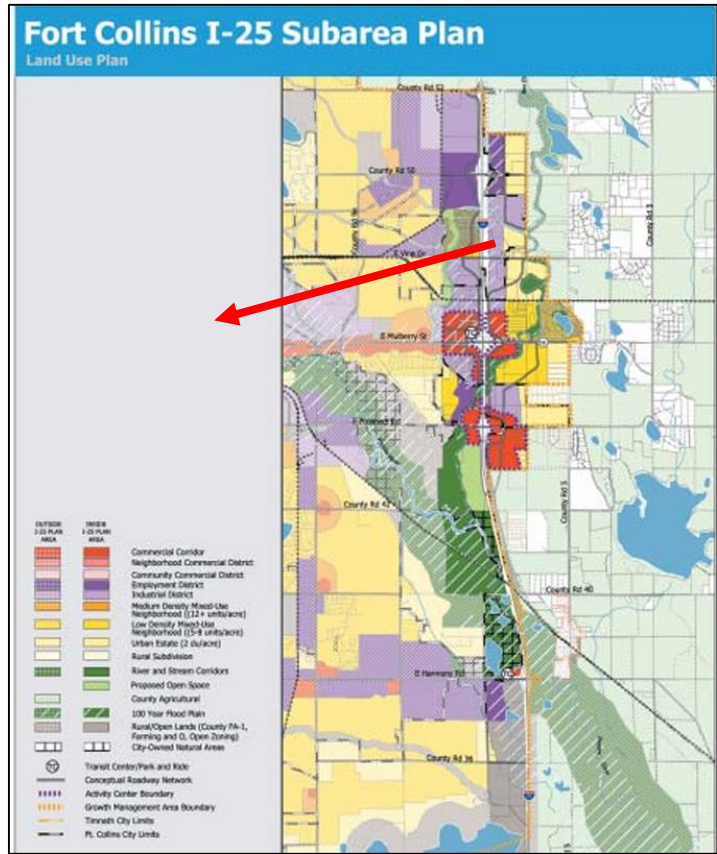 Fort Collins I-25 Subarea Plan
Land Use Plan
County Rd 52
County Rd 50
County Rd 5
E Vine Dr
E Mulberry St
E Prospect Rd
County Rd 42
County Rd 5
County Rd 40
E Harmony Rd
County Rd 36
OUTSIDE
I-25 PLAN
AREA
INSIDE
I-25 PLAN
AREA
Commercial Corridor
Neighborhood Commercial District
Community Commercial District
Employment District
Industrial District
Medium Density Mixed-Use
Neighborhood ((12+ units/acre)
Low Density Mixed-Use
Neighborhood ((5-8 units/acre)
Urban Estate (2 du/acre)
Rural Subdivision
River and Stream Corridors
Proposed Open Space
County Agricultural
100 Year Flood Plain
Rural/Open Lands (County FA-1,
Farming and O, Open Zoning)
City-Owned Natural Areas
Transit Center/Park and Ride
Conceptual Roadway Network
Activity Center Boundary
Growth Management Area Boundary
Timnath City Limits
Ft. Collins City Limits